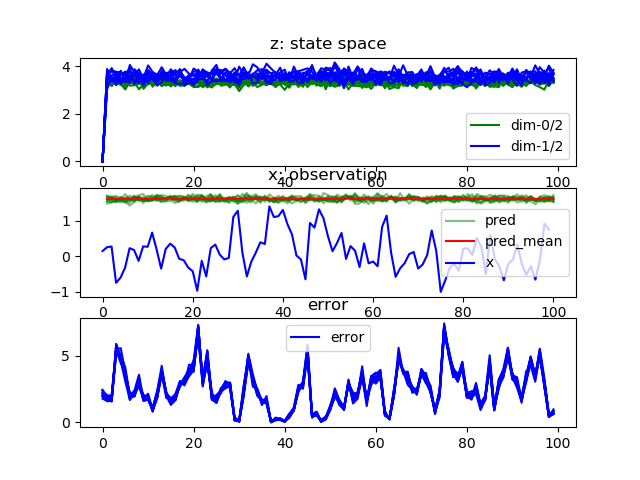 z: state space
4
2
0
dim-0/2
dim-1/2
0 20 40 60 80 100
x: observation
1
0
−1
pred
pred_mean
x
0 20 40 60 80 100
error
5
0
error
0 20 40 60 80 100